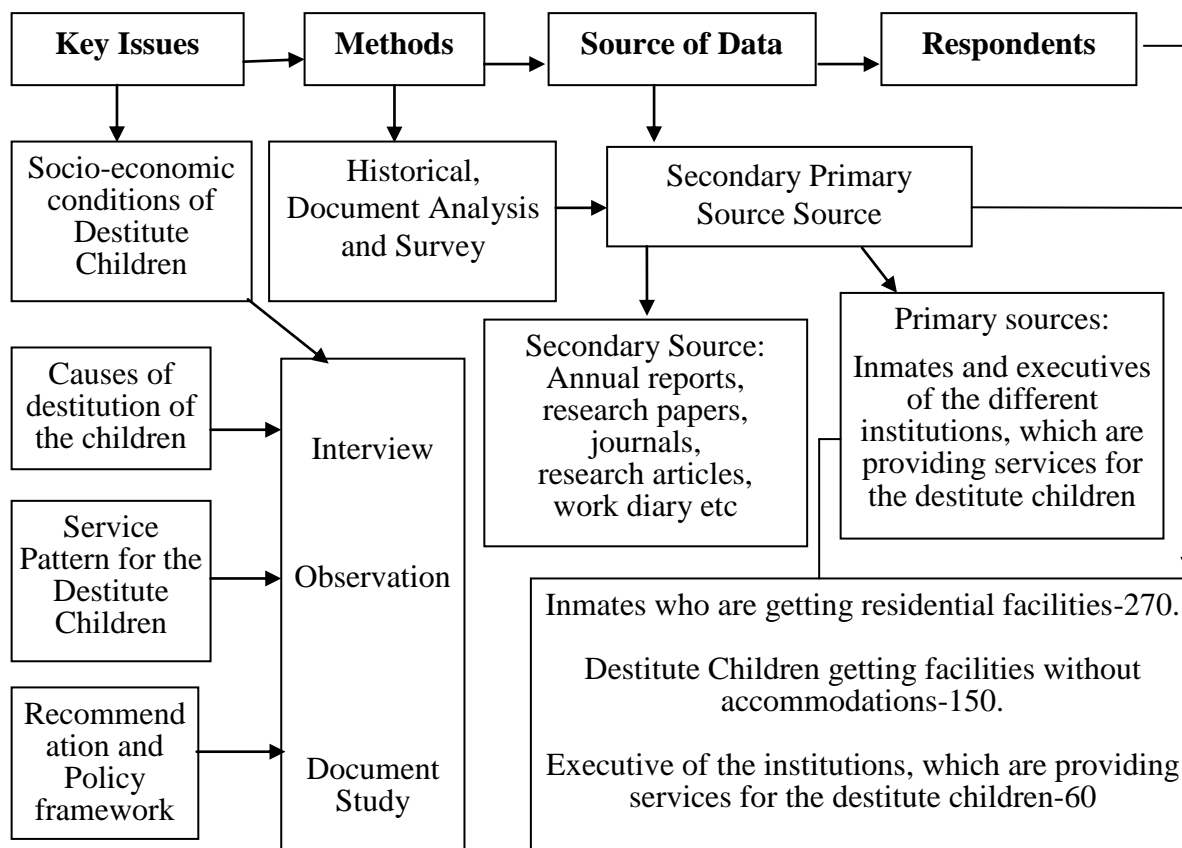 Key Issues
Methods
Source of Data
Respondents
Socio-economic
conditions of
Destitute
Children
Historical,
Document Analysis
and Survey
Secondary Primary
Source Source
Causes of
destitution of
the children
Service
Pattern for the
Destitute
Children
Recommend
ation and
Policy
framework
Interview
Observation
Document
Study
Secondary Source:
Annual reports,
research papers,
journals,
research articles,
work diary etc
Primary sources:
Inmates and executives
of the different
institutions, which are
providing services for
the destitute children
Inmates who are getting residential facilities-270.
Destitute Children getting facilities without
accommodations-150.
Executive of the institutions, which are providing
services for the destitute children-60